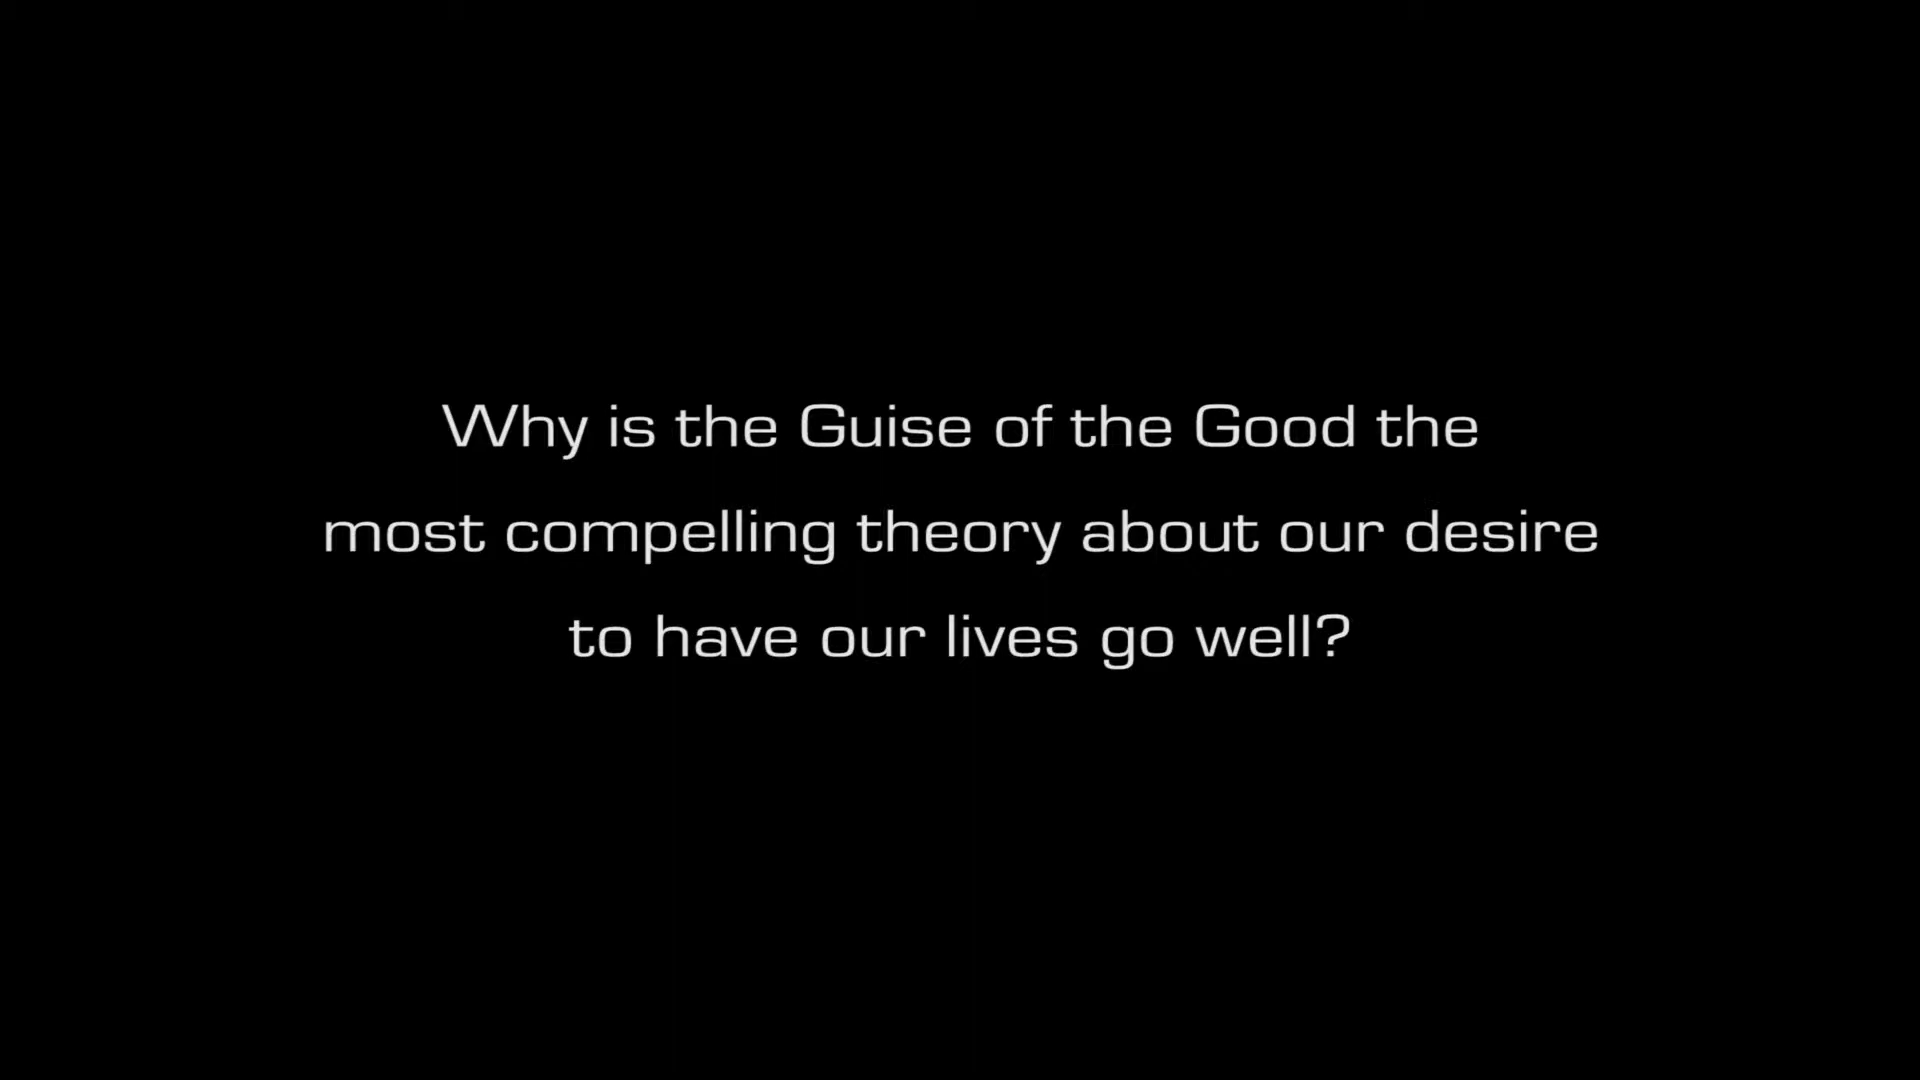 Why is the Guise of the Good the
most compelling theory about our desire
to have our lives go well?